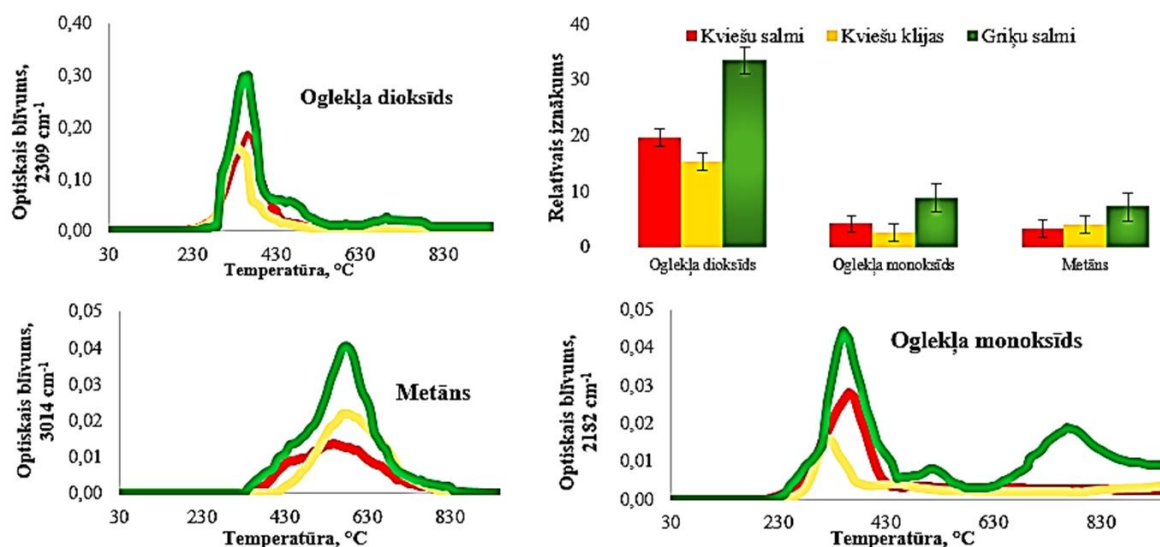 Optiskais blīvums,
2309 cm-1
0,40
0,30
0,20
0,10
0,00
Oglekļa dioksīds
30 230 430 630 830
Temperatūra, °C
Relatīvais iznākums
40
30
20
10
0
Kviešu salmi Kviešu klijas Griķu salmi
Oglekļa dioksīds Oglekļa monoksīds Metāns
Optiskais blīvums,
3014 cm-1
0,05
0,04
0,03
0,02
0,01
0,00
Metāns
30 230 430 630 830
Temperatūra, °C
Optiskais blīvums,
2182 cm-1
0,05
0,04
0,03
0,02
0,01
0,00
Oglekļa monoksīds
30 230 430 630 830
Temperatūra, °C